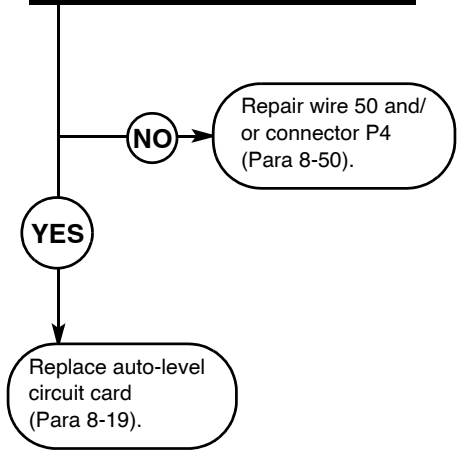 NO
Repair wire 50 and/
or connector P4
(Para 8-50).
YES
Replace auto-level
circuit card
(Para 8-19).